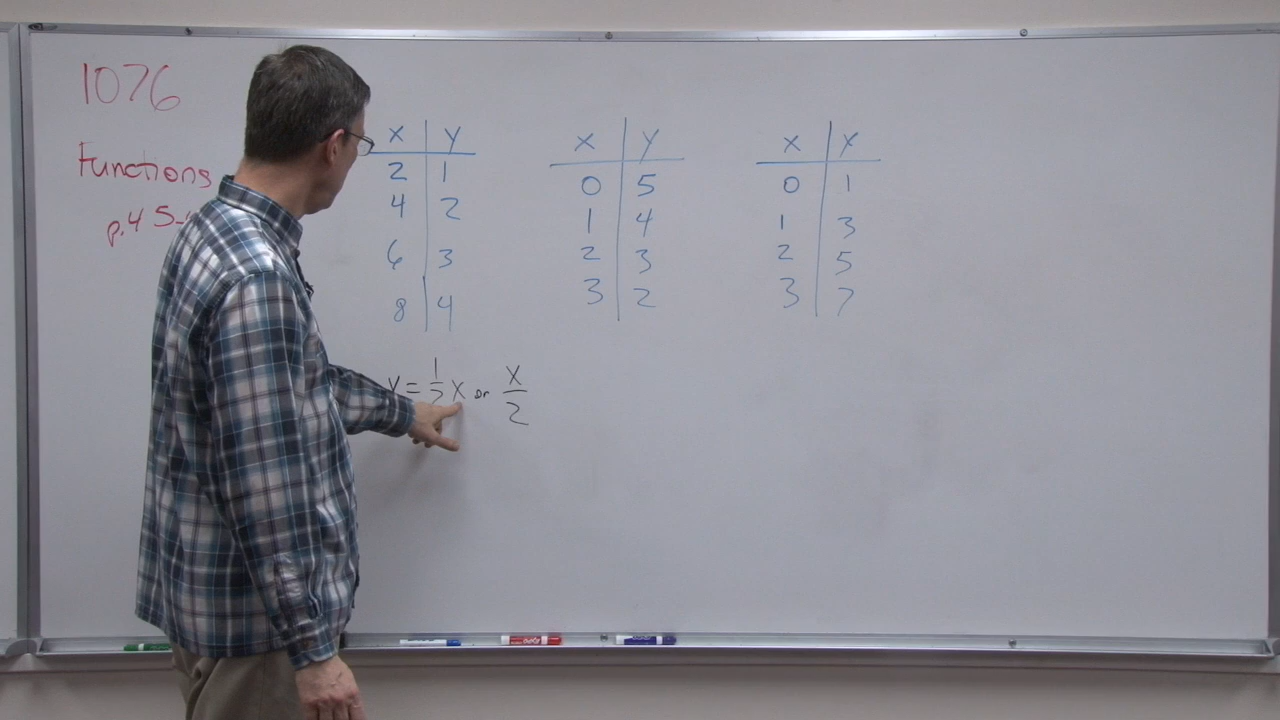 1076
Functions
p.45-
X Y
2 1
4 2
6 3
8 4
Y = 1/2 X or X/2
X Y
0 5
1 4
2 3
3 2
X Y
0 1
1 3
2 5
3 7